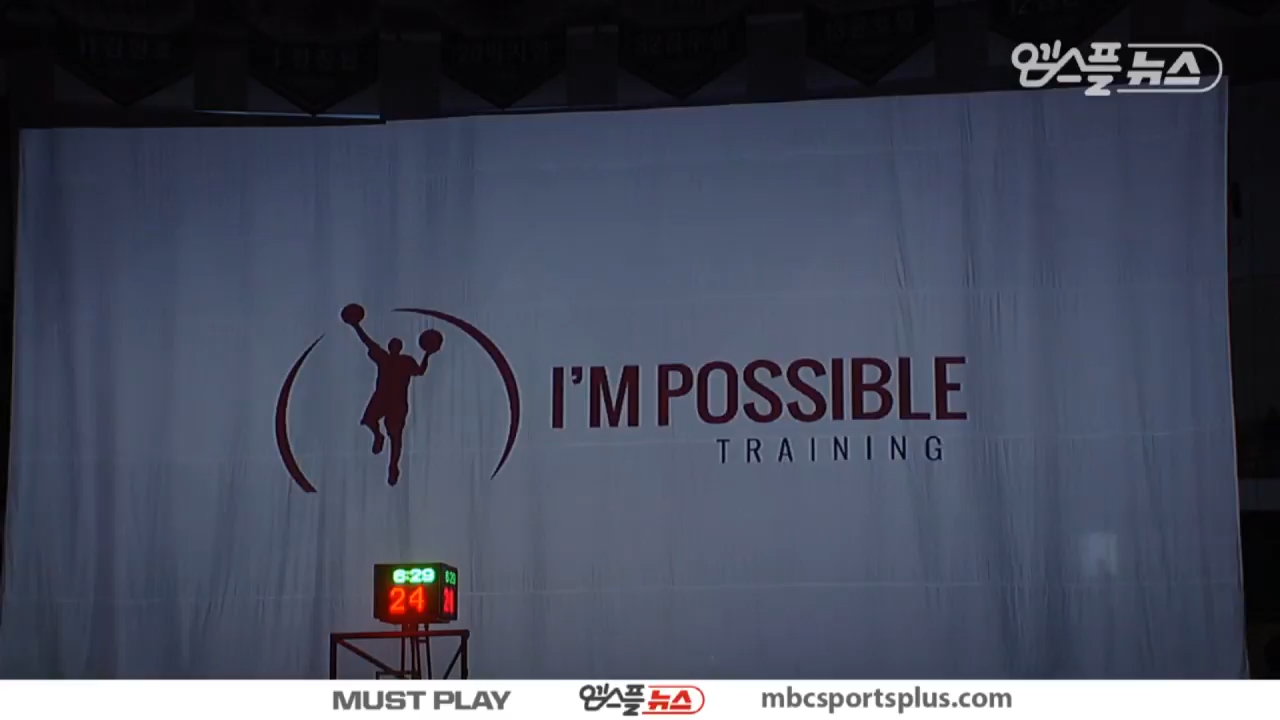 엠스플 뉴스
I'M POSSIBLE
TRAINING
6:29
24
MUST PLAY 엠스플 뉴스 mbcsportsplus.com